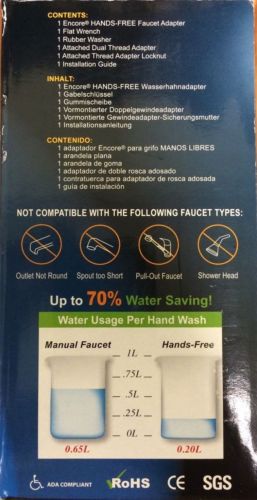 CONTENTS:
1 Encore® HANDS-FREE Faucet Adapter
1 Flat Wrench
1 Rubber Washer
1 Attached Dual Thread Adapter
1 Attached Thread Adapter Locknut
1 Installation Guide
INHALT:
1 Encore® HANDS-FREE Wasserhahnadapter
1 Gabelschlüssel
1 Gummischeibe
1 Vormontierter Doppelgewindeadapter
1 Vormontierte Gewindeadapter-Sicherungsmutter
1 Installationsanleitung
CONTENIDO:
1 adaptador Encore® para grifo MANOS LIBRES
1 arandela plana
1 arandela de goma
1 adaptador de doble rosca adosado
1 contratuerca para adaptador de rosca adosada
1 guía de instalación
NOT COMPATIBLE WITH THE FOLLOWING FAUCET TYPES:
Outlet Not Round
Spout too Short
Pull-Out Faucet
Shower Head
Up to 70% Water Saving!
Water Usage Per Hand Wash
Manual Faucet
Hands-Free
1L
.75L
.5L
.25L
0L
0.65L
0.20L
ADA COMPLIANT
RoHS
CE
SGS